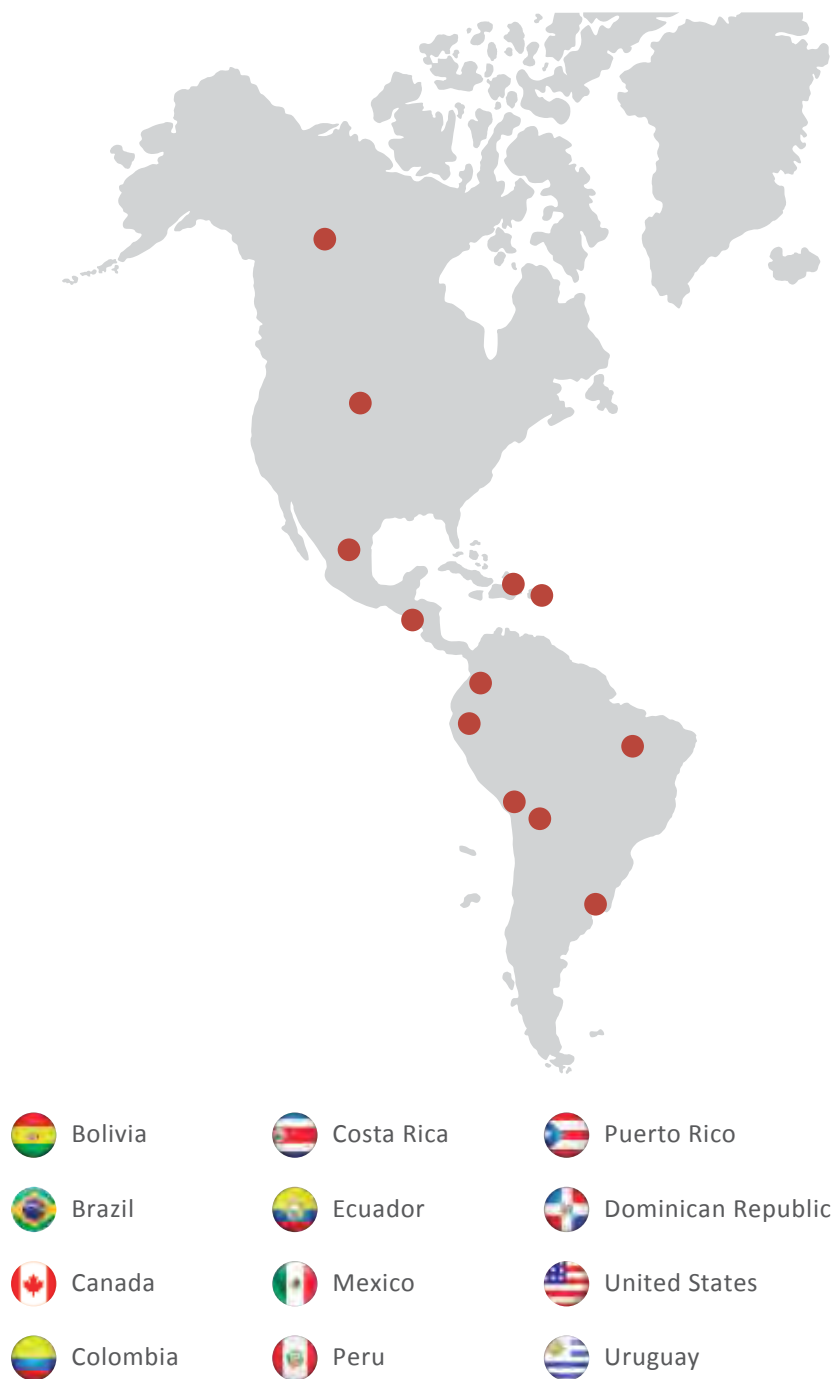 Bolivia
Brazil
Canada
Colombia
Costa Rica
Ecuador
Mexico
Peru
Puerto Rico
Dominican Republic
United States
Uruguay